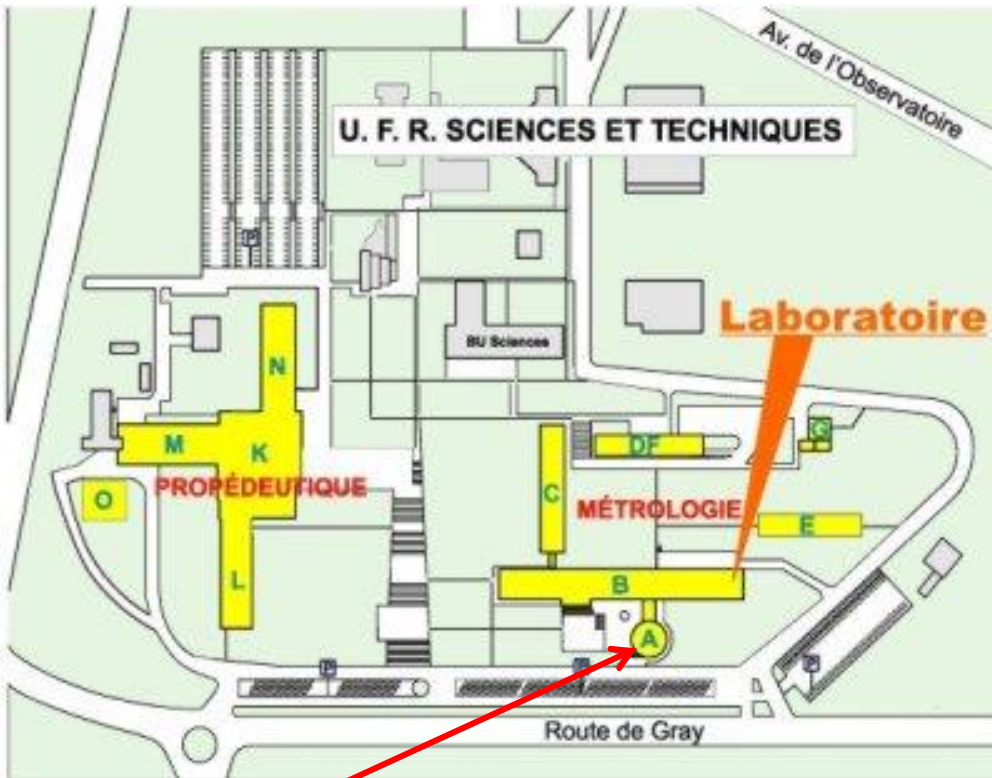 Av. de l'Observatoire
U. F. R. SCIENCES ET TECHNIQUES
P
Laboratoire
BU Sciences
N
M
K
DF
G
C
PROPÉDEUTIQUE
MÉTROLOGIE
O
E
L
B
A
P
P
P
Route de Gray